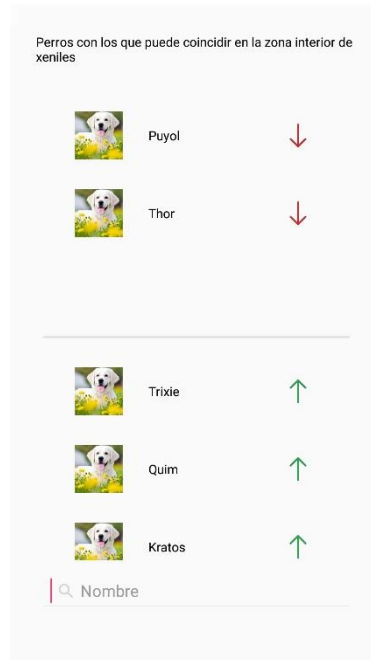 Perros con los que puede coincidir en la zona interior de
xeniles
Puyol
Thor
Trixie
Quim
Kratos
Nombre